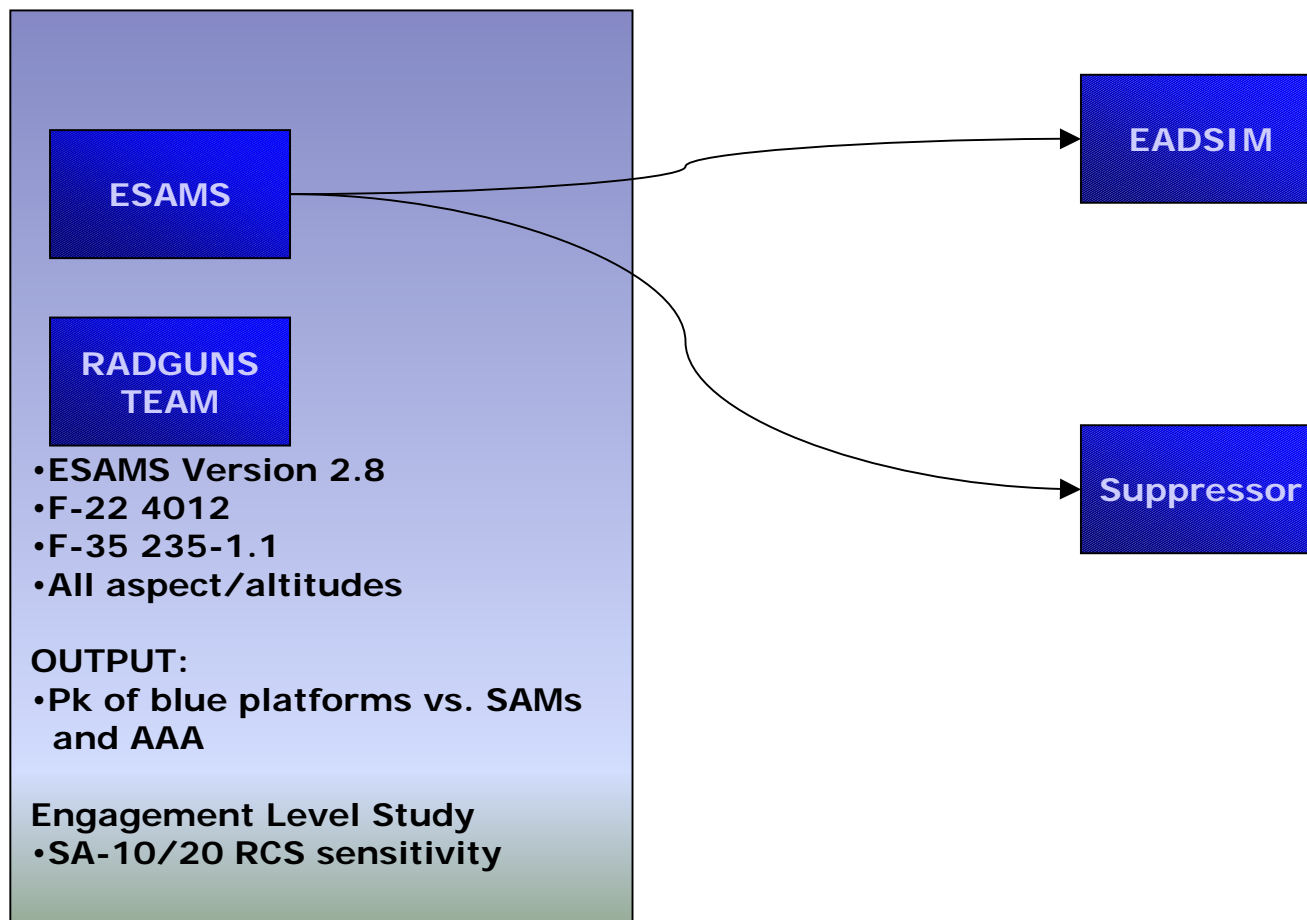 ESAMS
RADGUNS
TEAM
•ESAMS Version 2.8
•F-22 4012
•F-35 235-1.1
•All aspect/altitudes
OUTPUT:
•Pk of blue platforms vs. SAMs
and AAA
Engagement Level Study
•SA-10/20 RCS sensitivity
EADSIM
Suppressor